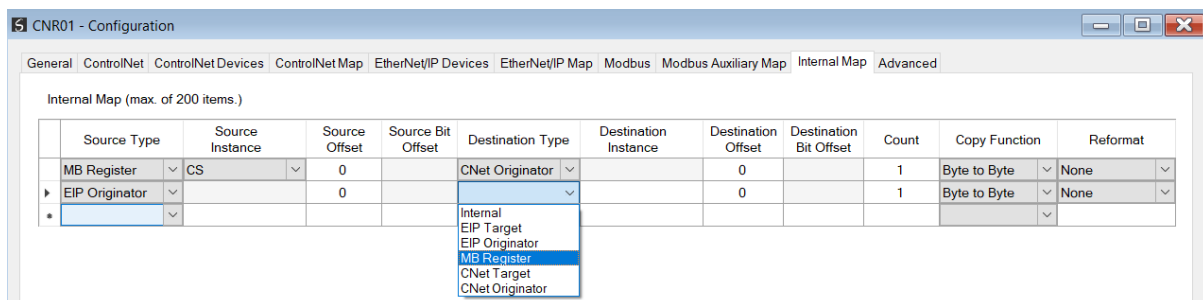 CNR01 - Configuration
General ControlNet ControlNet Devices ControlNet Map EtherNet/IP Devices EtherNet/IP Map Modbus Modbus Auxiliary Map Internal Map Advanced
Internal Map (max. of 200 items.)
Source Type Source Instance Source Offset Source Bit Offset Destination Type Destination Instance Destination Offset Destination Bit Offset Count Copy Function Reformat
MB Register CS 0 CNet Originator 0 1 Byte to Byte None
EIP Originator 0 0 1 Byte to Byte None
Internal
EIP Target
EIP Originator
MB Register
CNet Target
CNet Originator